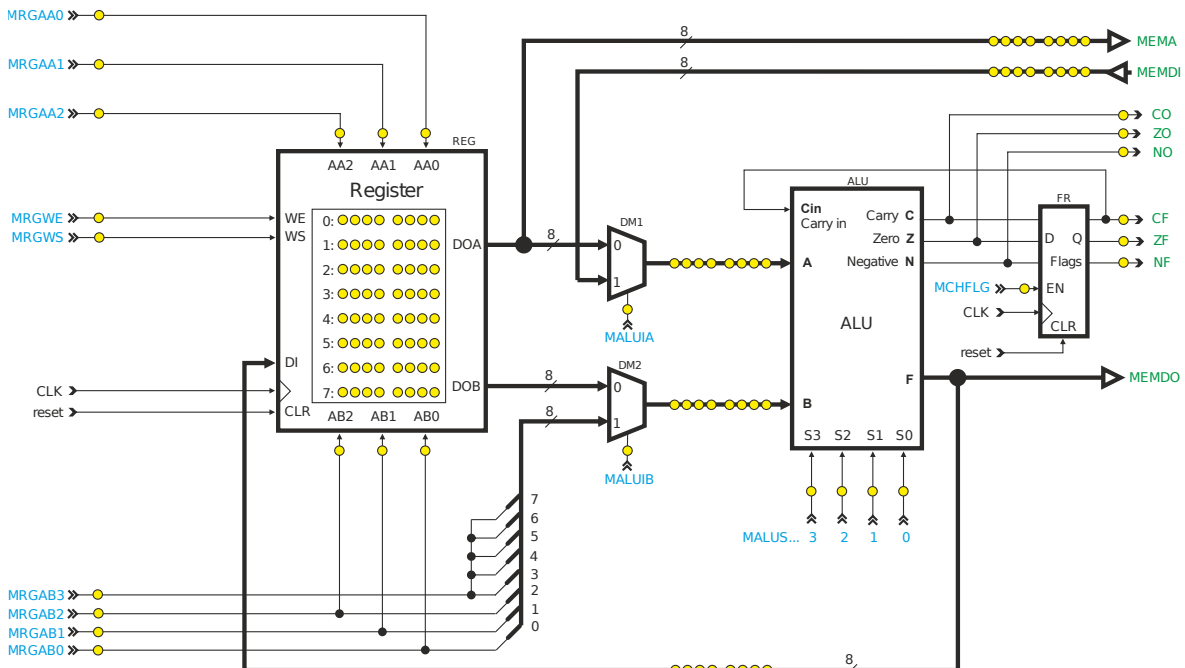 MRGAA0
8
MEMA
MRGAA1
8
MEMDI
MRGAA2
CO
ZO
NO
REG
AA2 AA1 AA0
Register
ALU
FR
MRGWE
WE
MRGWS
WS
0:
1:
2:
3:
4:
5:
6:
7:
DOA
8
DM1
0
1
MALUIA
Cin
Carry in
Carry C
Zero Z
Negative N
A
ALU
D Q
Flags
EN
CLR
CF
ZF
NF
MCHFLG
CLK
reset
DI
DOB
8
DM2
0
8
1
MALUIB
B
F
MEMDO
CLK
reset
CLR
AB2 AB1 AB0
S3 S2 S1 S0
MALUS... 3 2 1 0
7
6
5
4
3
2
1
0
MRGAB3
MRGAB2
MRGAB1
MRGAB0
8